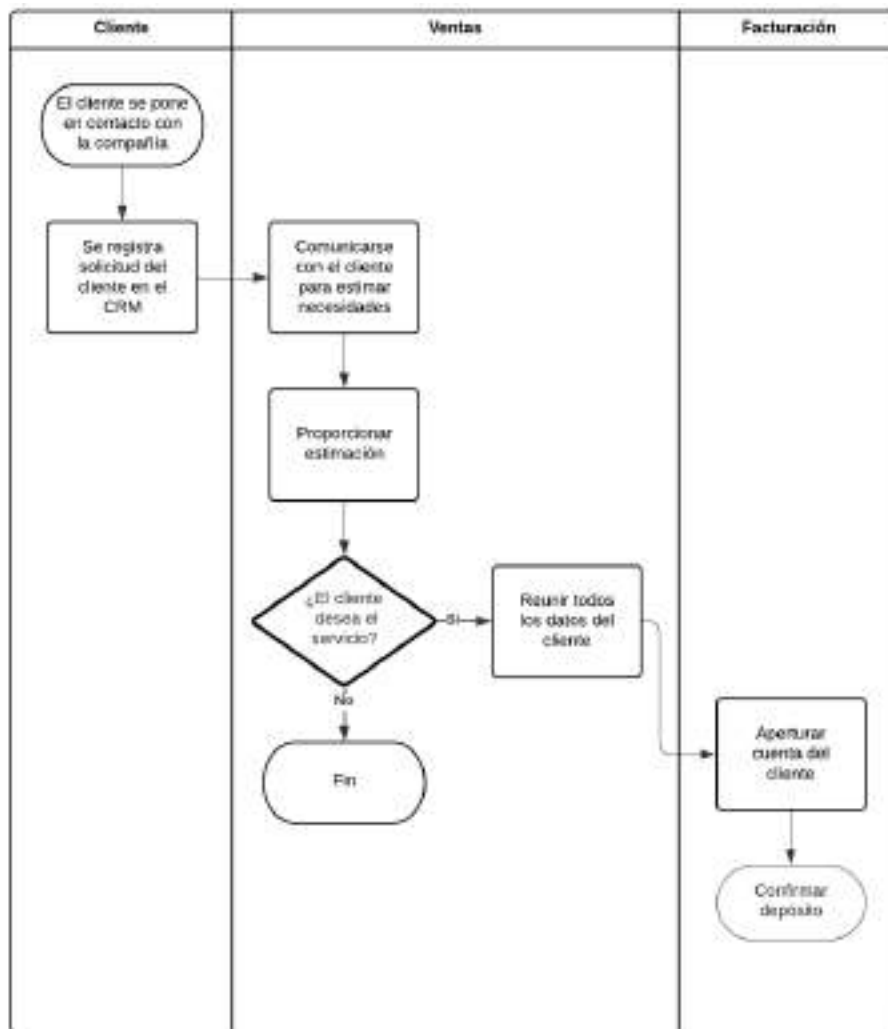 Cliente
Ventas
Facturación
El cliente se pone
en contacto con
la compañía
Se registra
solicitud del
cliente en el
CRM
Comunicarse
con el cliente
para estimar
necesidades
Proporcionar
estimación
¿El cliente
desea el
servicio?
Si
Reunir todos
los datos del
cliente
No
Fin
Aperturar
cuenta del
cliente
Confirmar
depósito